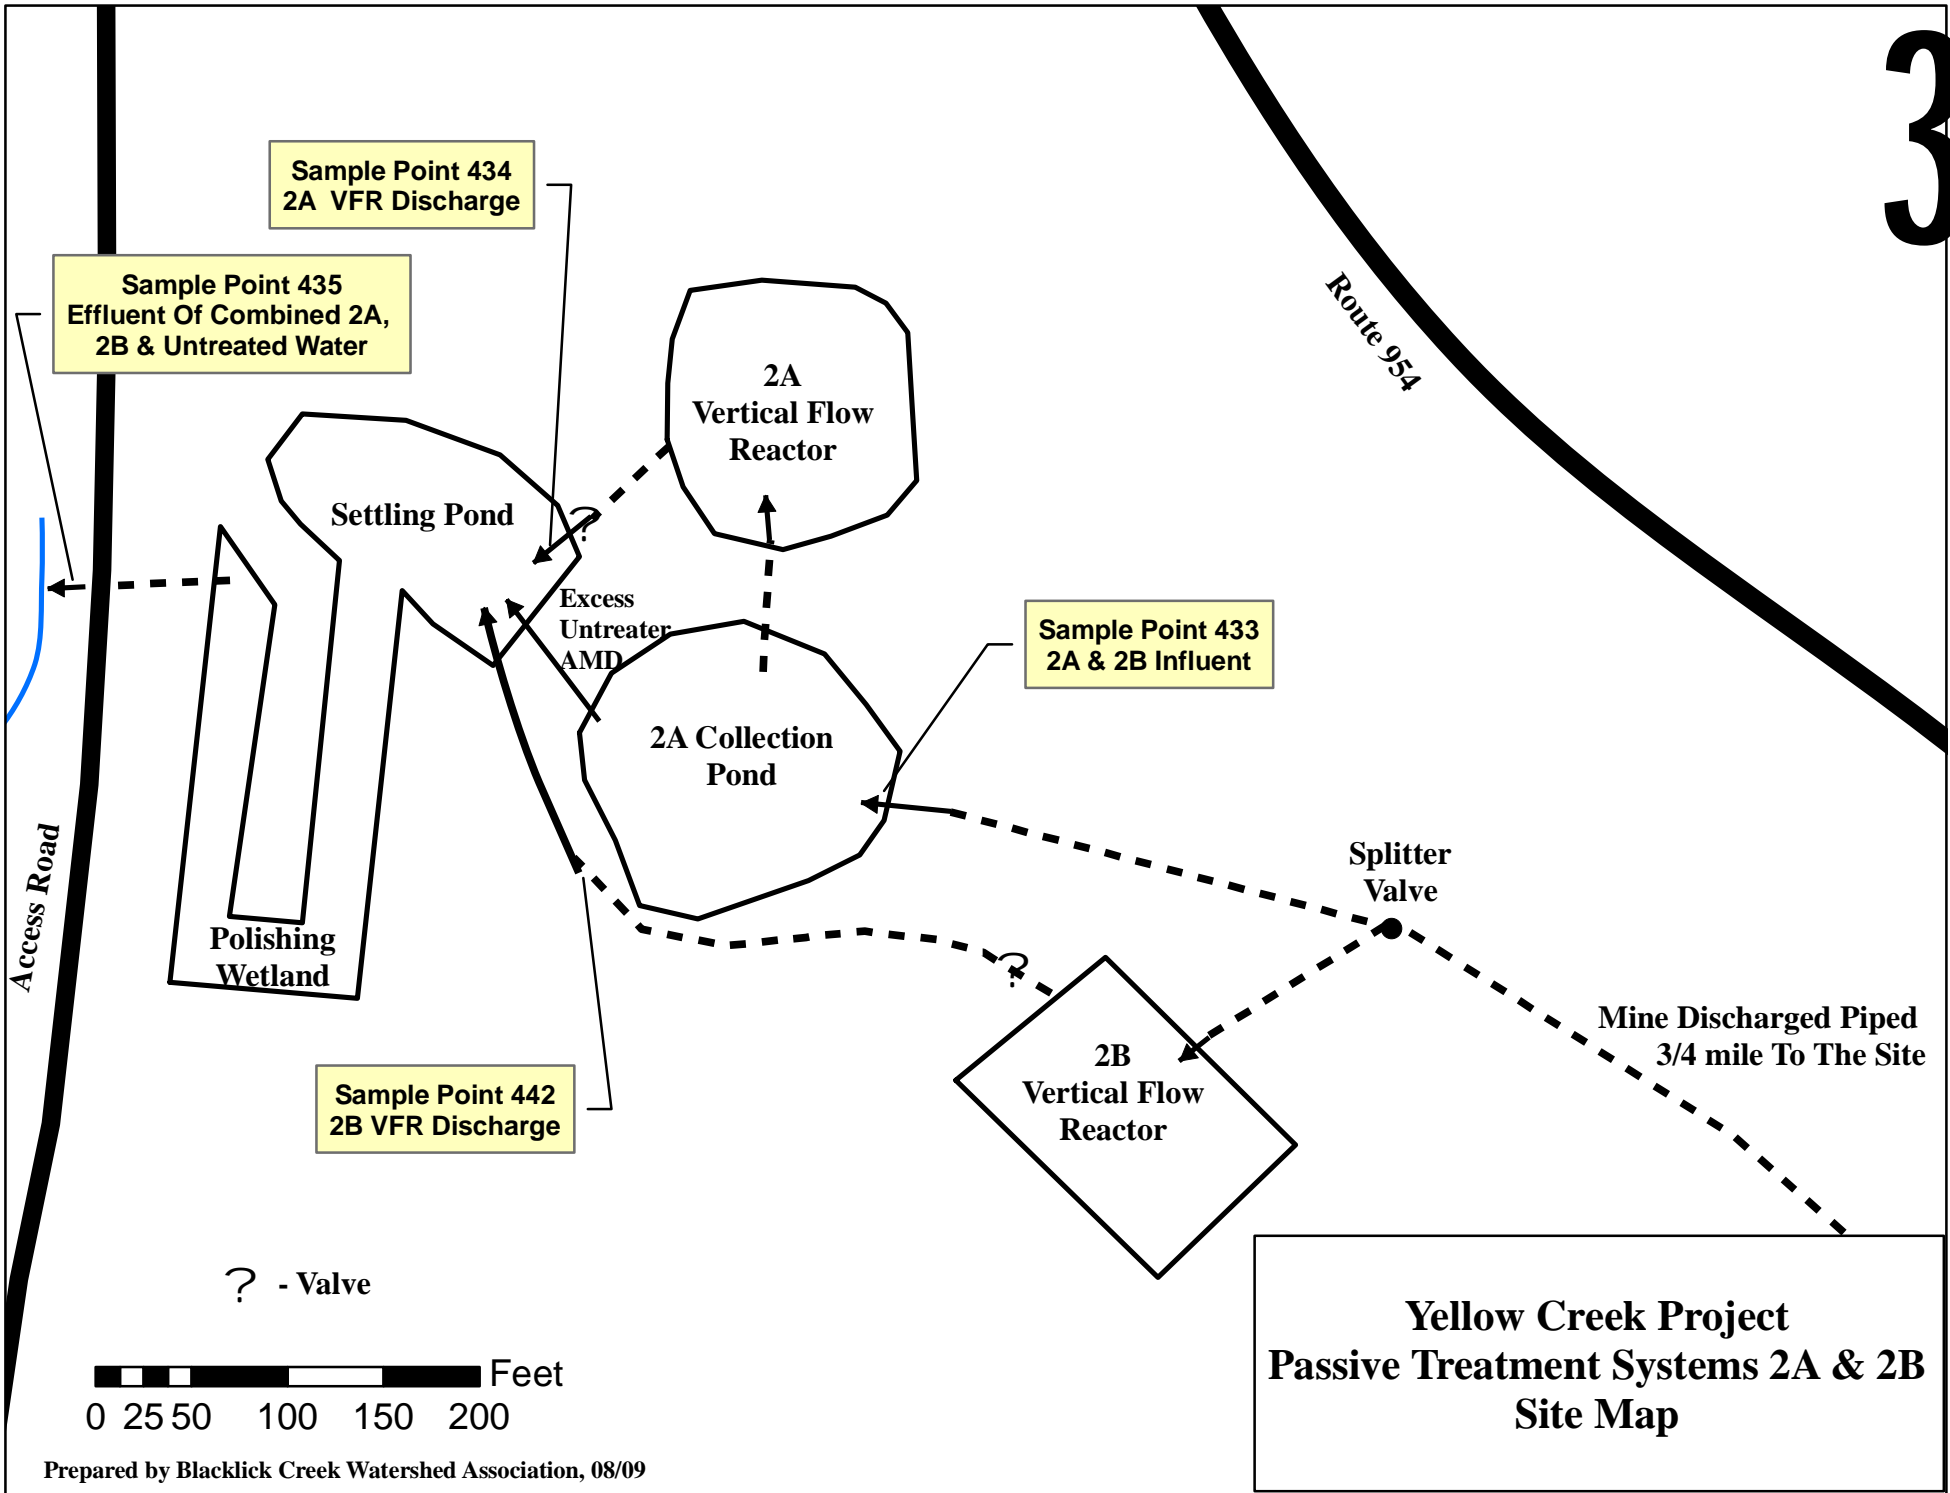 3
Sample Point 434
2A VFR Discharge
Sample Point 435
Effluent Of Combined 2A,
2B & Untreated Water
Route 954
2A
Vertical Flow
Reactor
Settling Pond
?
Excess
Untreater
AMD
Sample Point 433
2A & 2B Influent
2A Collection
Pond
Splitter
Valve
Access Road
Polishing
Wetland
?
Mine Discharged Piped
3/4 mile To The Site
2B
Vertical Flow
Reactor
Sample Point 442
2B VFR Discharge
? - Valve
Feet
0 25 50 100 150 200
Yellow Creek Project
Passive Treatment Systems 2A & 2B
Site Map
Prepared by Blacklick Creek Watershed Association, 08/09